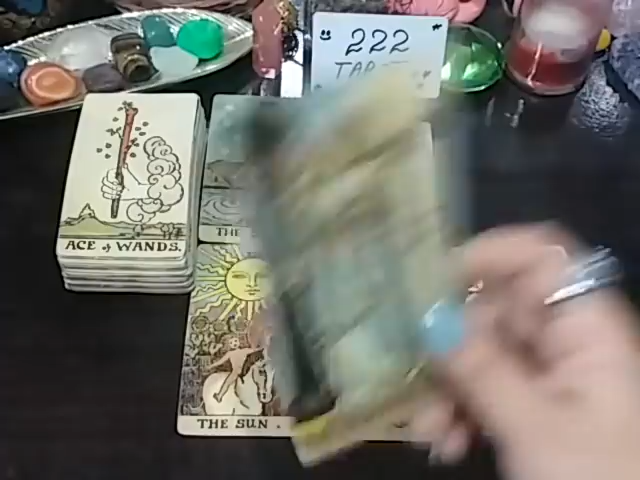 222
TAROT
ACE of WANDS.
THE
THE SUN.